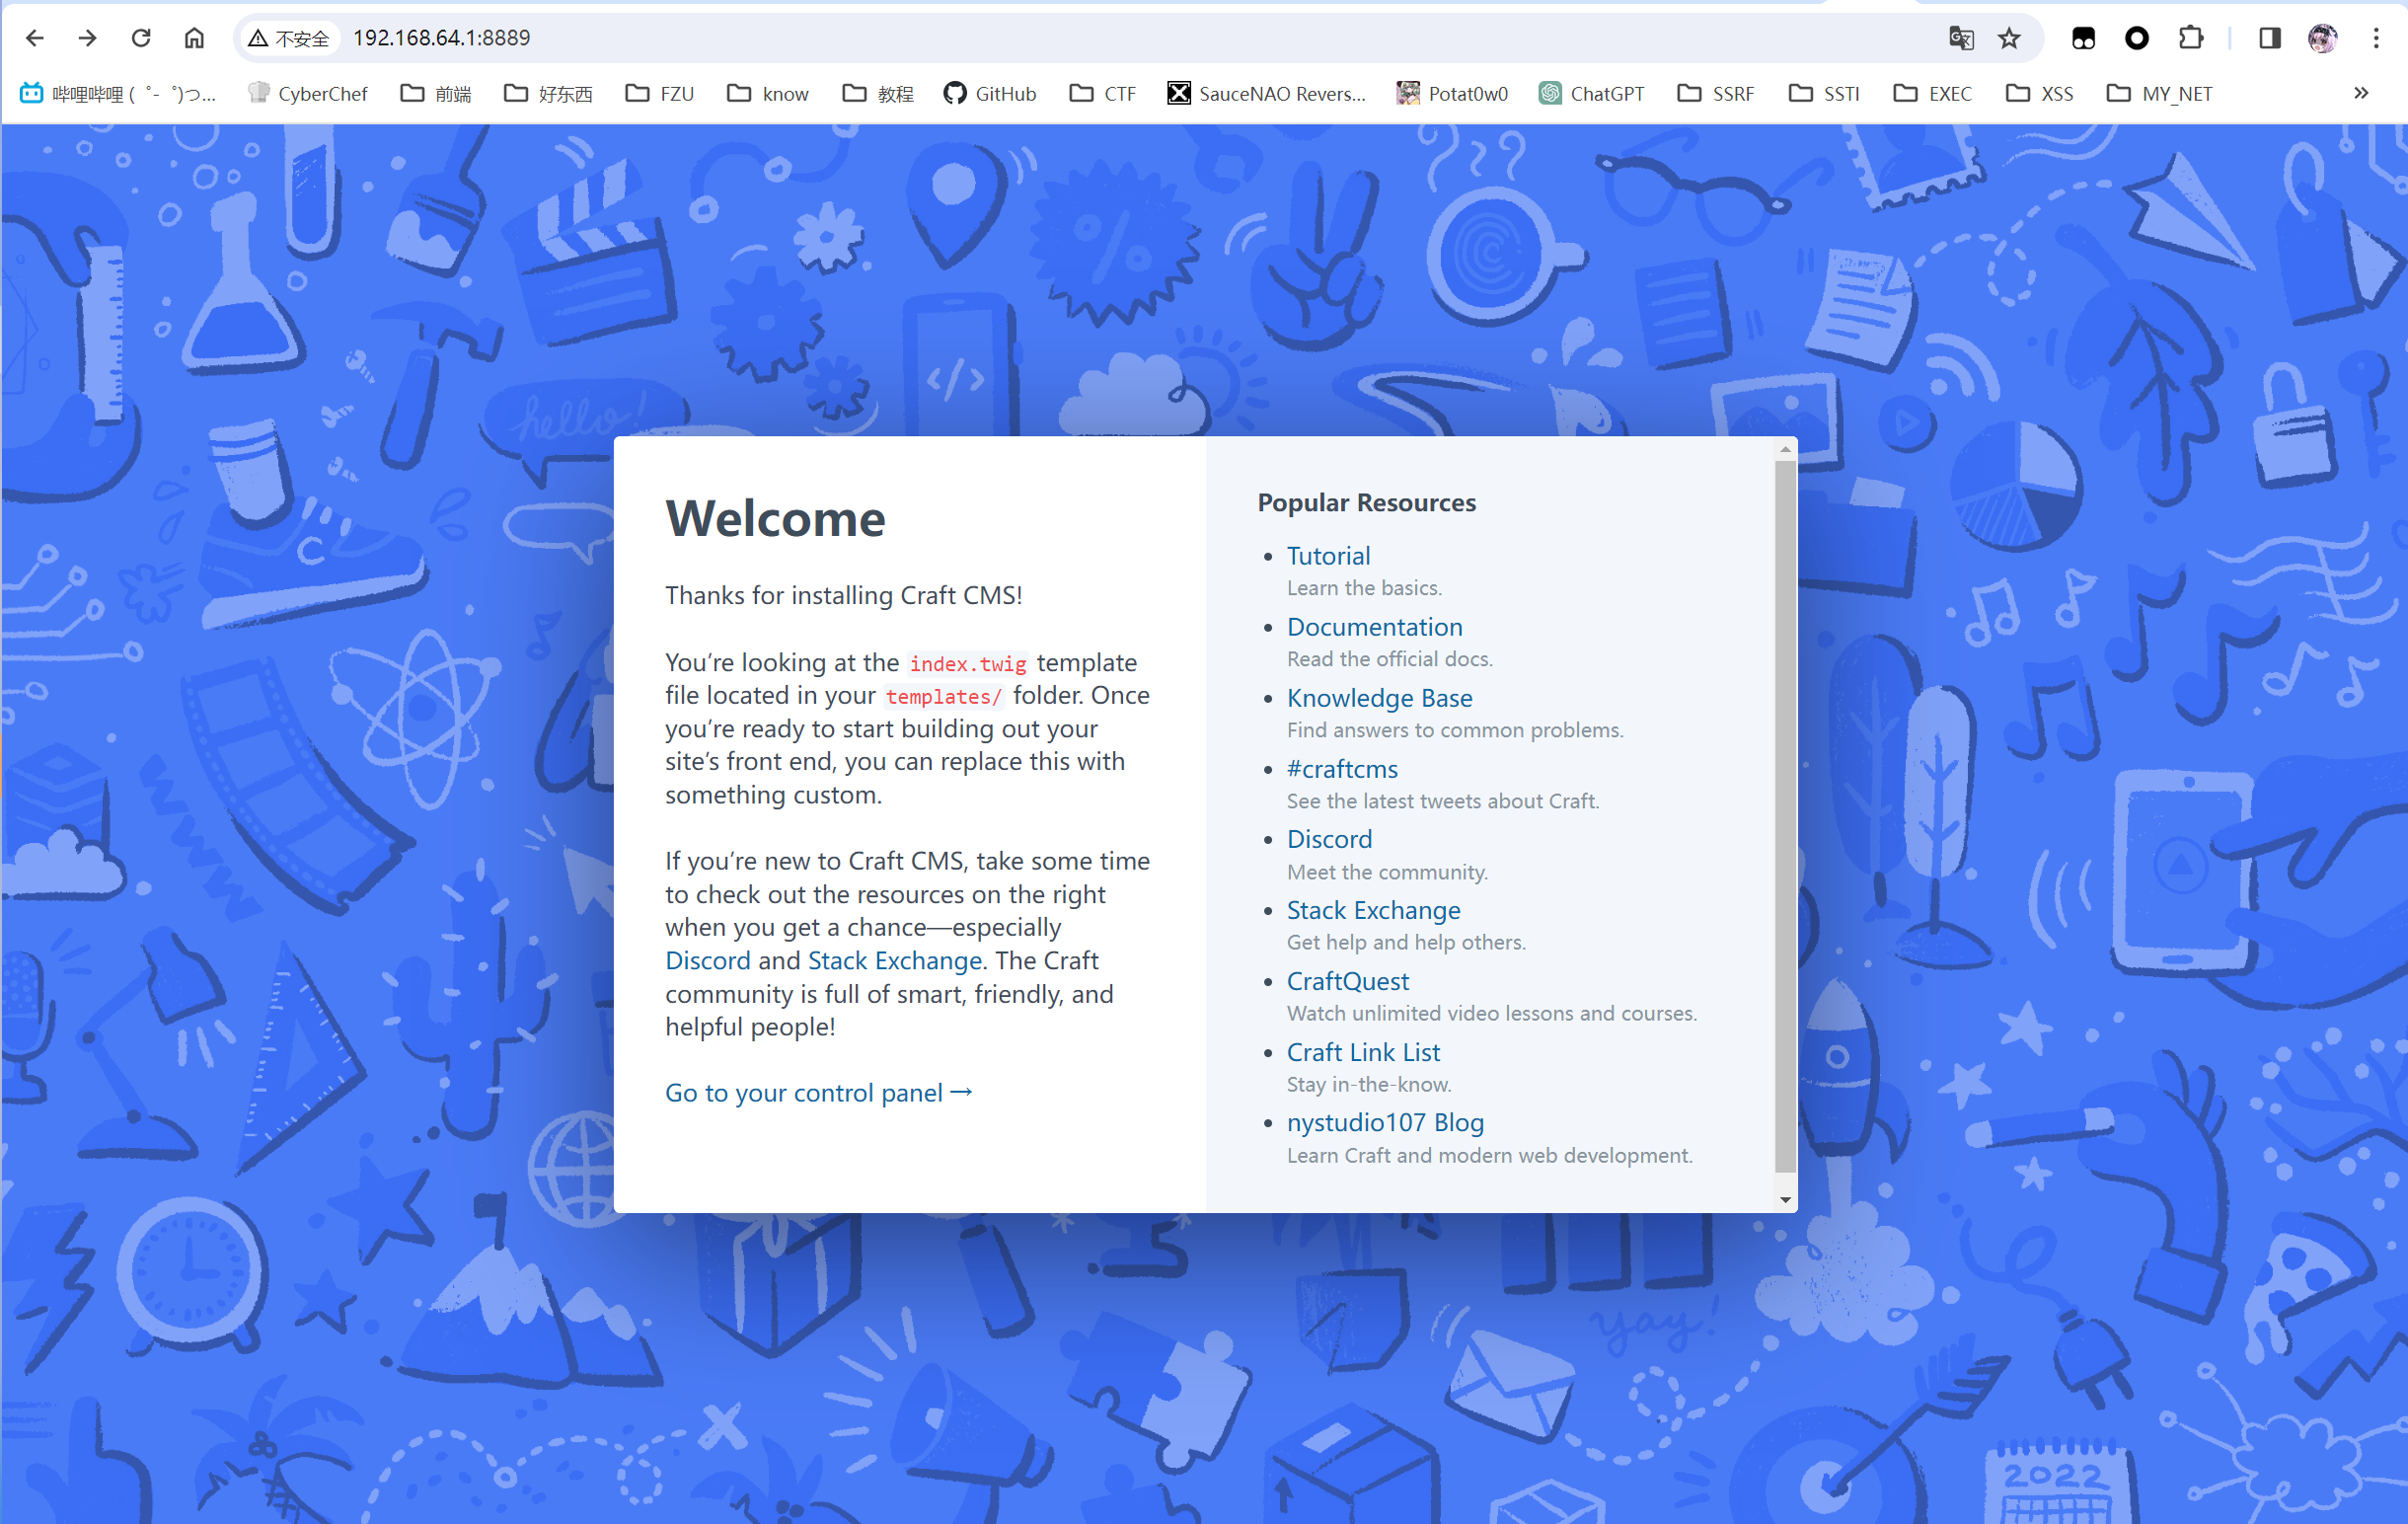 不安全 192.168.64.1:8889
哔哩哔哩 (゜-゜)つ... CyberChef 前端 好东西 FZU know 教程 GitHub CTF SauceNAO Revers... Potat0w0 ChatGPT SSRF SSTI EXEC XSS MY_NET »
hello!
Welcome
Thanks for installing Craft CMS!
You’re looking at the index.twig template
file located in your templates/ folder. Once
you’re ready to start building out your
site’s front end, you can replace this with
something custom.
If you’re new to Craft CMS, take some time
to check out the resources on the right
when you get a chance—especially
Discord and Stack Exchange. The Craft
community is full of smart, friendly, and
helpful people!
Go to your control panel →
Popular Resources
• Tutorial
Learn the basics.
• Documentation
Read the official docs.
• Knowledge Base
Find answers to common problems.
• #craftcms
See the latest tweets about Craft.
• Discord
Meet the community.
• Stack Exchange
Get help and help others.
• CraftQuest
Watch unlimited video lessons and courses.
• Craft Link List
Stay in-the-know.
• nystudio107 Blog
Learn Craft and modern web development.
</>
%
C
WWW
5
yay!
2022